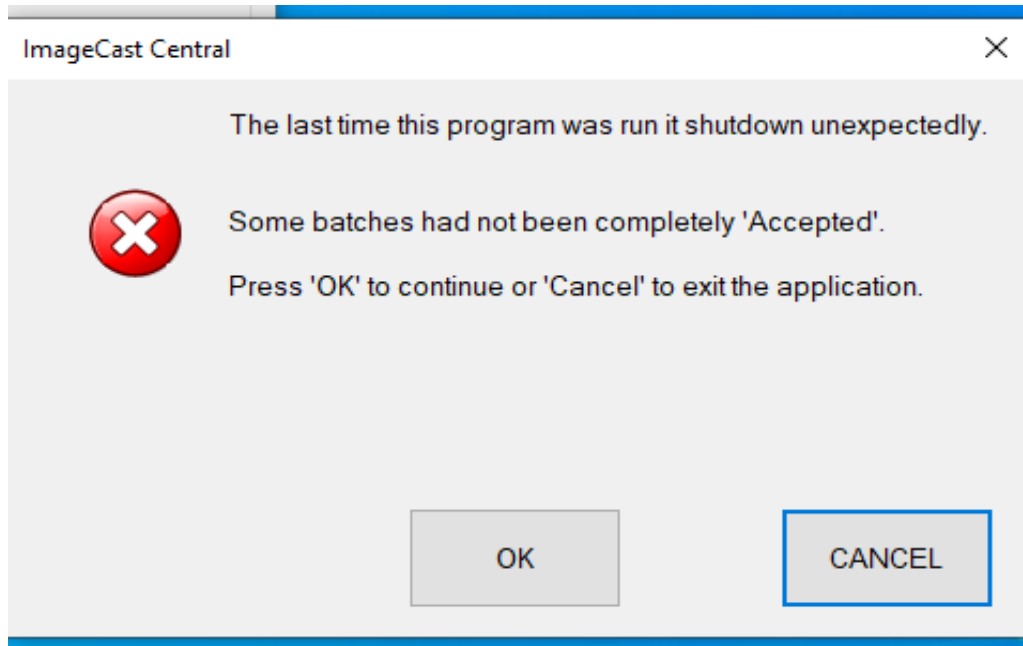 ImageCast Central
The last time this program was run it shutdown unexpectedly.
Some batches had not been completely 'Accepted'.
Press 'OK' to continue or 'Cancel' to exit the application.
OK
CANCEL